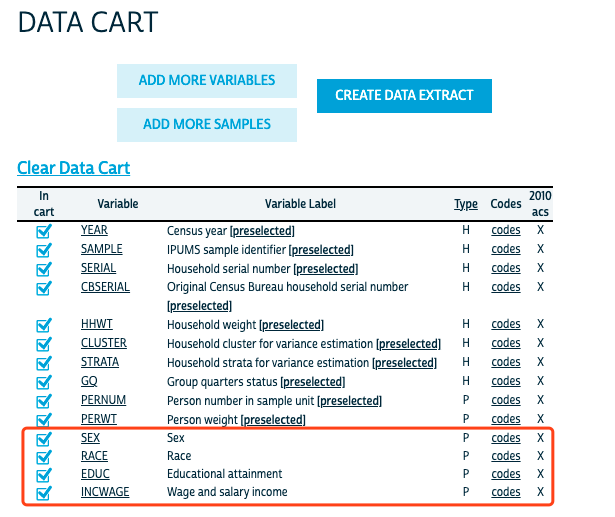 DATA CART
ADD MORE VARIABLES
CREATE DATA EXTRACT
ADD MORE SAMPLES
Clear Data Cart
In cart Variable Variable Label Type Codes 2010 acs
YEAR Census year [preselected] H codes X
SAMPLE IPUMS sample identifier [preselected] H codes X
SERIAL Household serial number [preselected] H codes X
CBSERIAL Original Census Bureau household serial number H codes X
[preselected]
HHWT Household weight [preselected] H codes X
CLUSTER Household cluster for variance estimation [preselected] H codes X
STRATA Household strata for variance estimation [preselected] H codes X
GQ Group quarters status [preselected] H codes X
PERNUM Person number in sample unit [preselected] P codes X
PERWT Person weight [preselected] P codes X
SEX Sex P codes X
RACE Race P codes X
EDUC Educational attainment P codes X
INCWAGE Wage and salary income P codes X